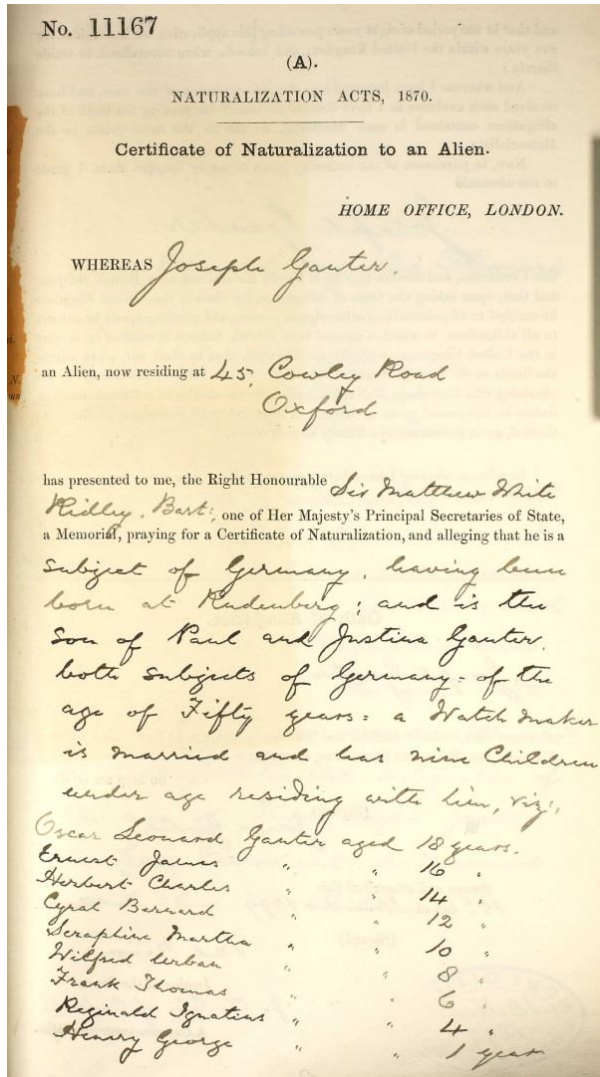 No. 11167
(A).
NATURALIZATION ACTS, 1870.
Certificate of Naturalization to an Alien.
HOME OFFICE, LONDON.
WHEREAS Joseph Ganter.
an Alien, now residing at 45, Cowley Road
Oxford
has presented to me, the Right Honourable Sir Matthew White
Ridley. Bart:, one of Her Majesty's Principal Secretaries of State,
a Memorial, praying for a Certificate of Naturalization, and alleging that he is a
subject of Germany, having been
born at Rudenberg; and is the
son of Paul and Justina Ganter.
both subjects of Germany - of the
age of Fifty years: a Watch maker
is married and has nine Children
under age residing with him, viz:,
Oscar Leonard Ganter aged 18 years.
Ernest James " " 16 "
Herbert Charles " " 14 "
Cyral Bernard " " 12 "
Seraphine Martha " " 10 "
Wilfred Urban " " 8 "
Frank Thomas " " 6 "
Reginald Ignatius " " 4 "
Henry George " " 1 year